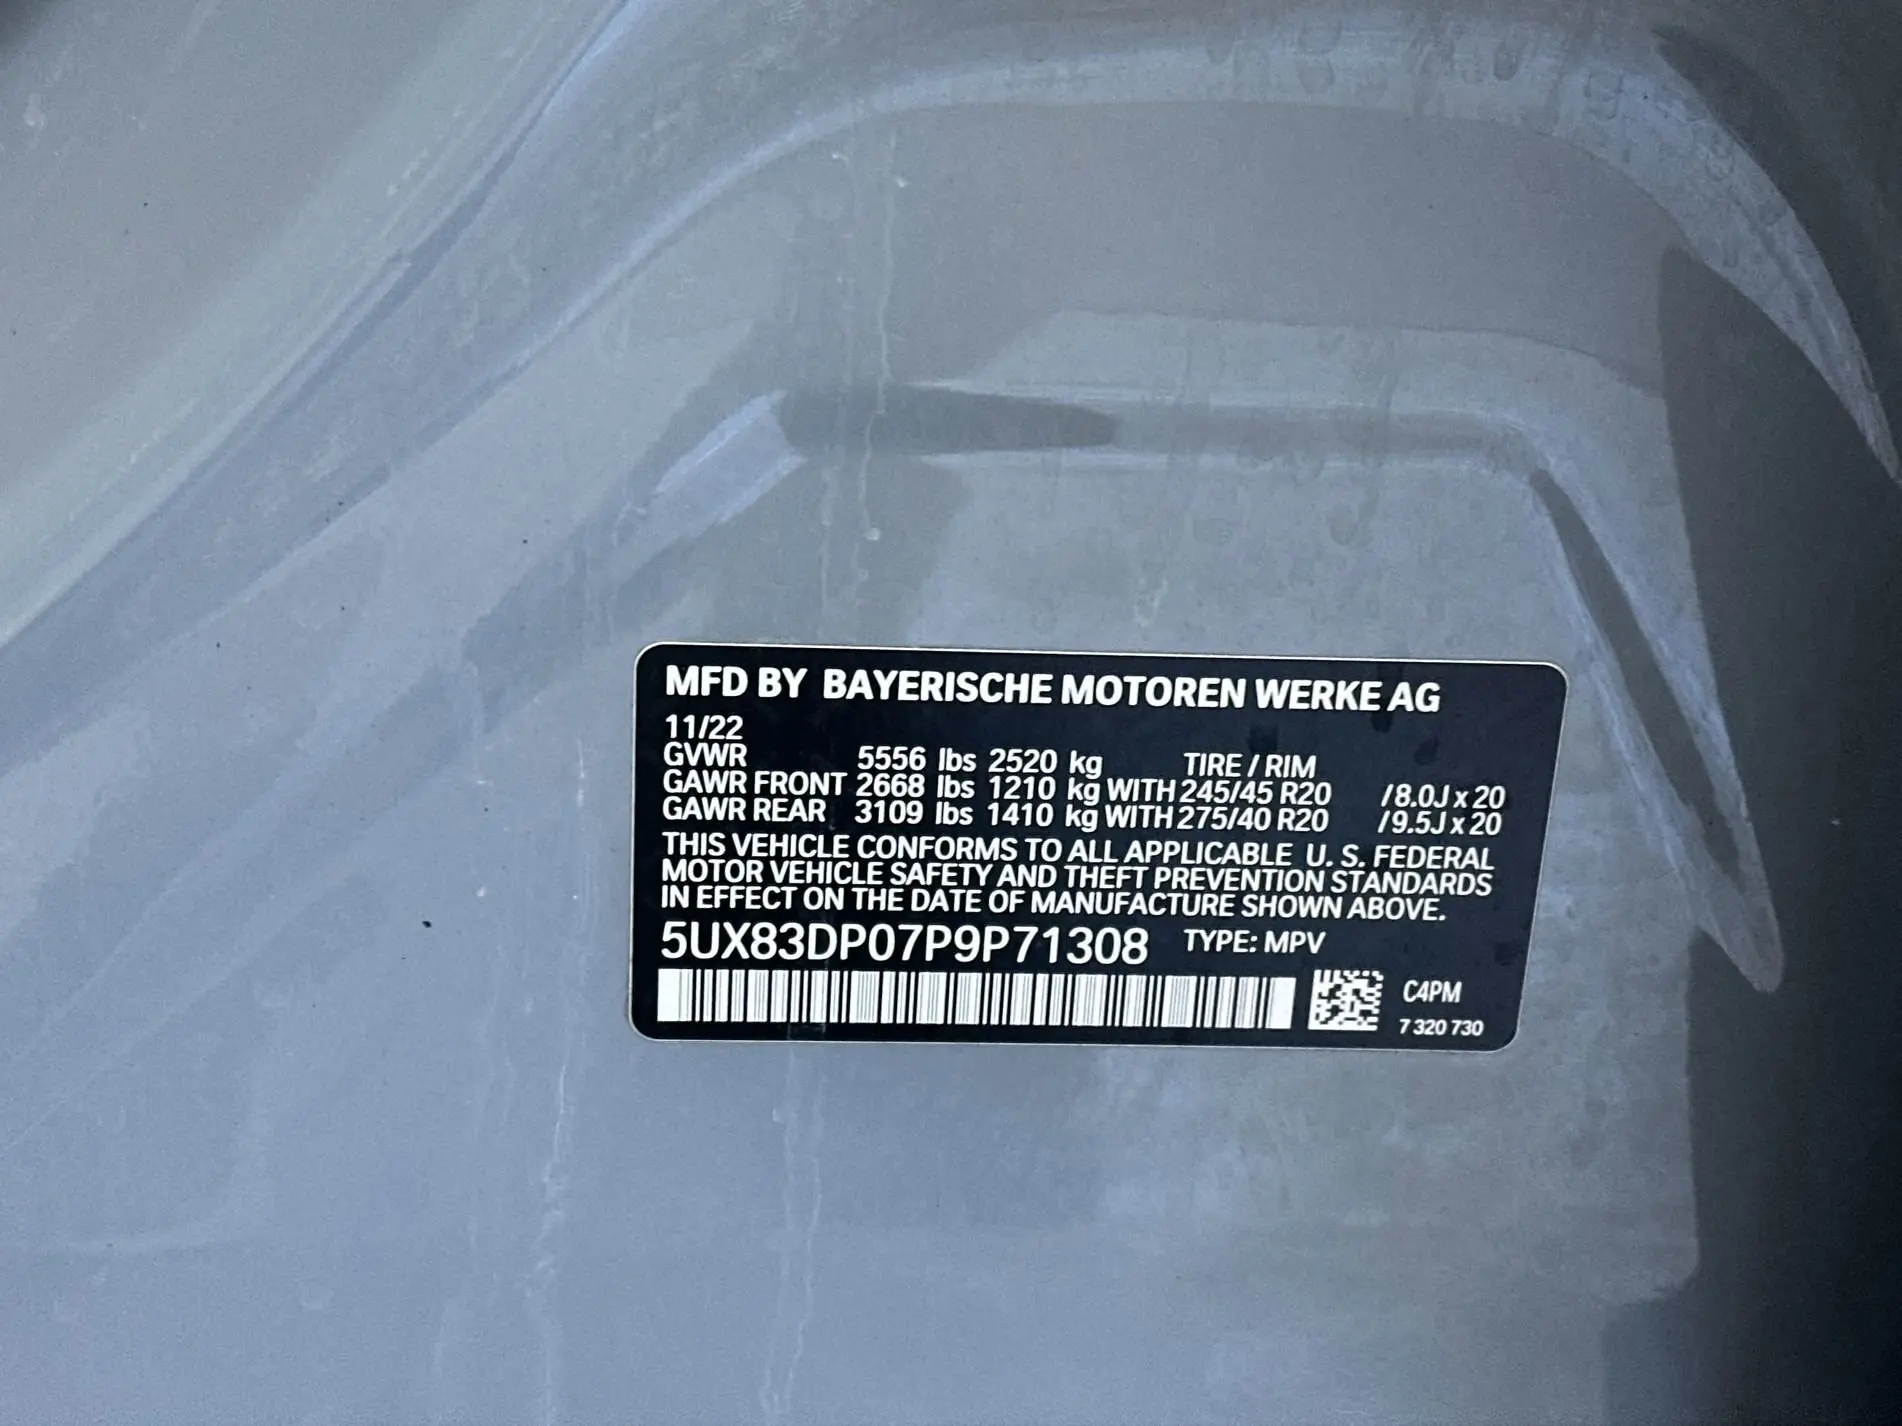 MFD BY BAYERISCHE MOTOREN WERKE AG
11/22
GVWR 5556 lbs 2520 kg TIRE / RIM
GAWR FRONT 2668 lbs 1210 kg WITH 245/45 R20 / 8.0J x 20
GAWR REAR 3109 lbs 1410 kg WITH 275/40 R20 / 9.5J x 20
THIS VEHICLE CONFORMS TO ALL APPLICABLE U. S. FEDERAL
MOTOR VEHICLE SAFETY AND THEFT PREVENTION STANDARDS
IN EFFECT ON THE DATE OF MANUFACTURE SHOWN ABOVE.
5UX83DP07P9P71308 TYPE: MPV
C4PM
7 320 730